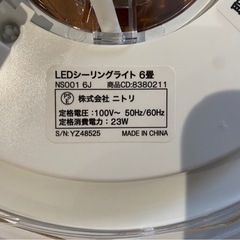 LEDシーリングライト 6畳
NS001 6J 商品CD:8380211
株式会社 ニトリ
定格電圧:100V~ 50Hz/60Hz
定格消費電力:23W
S/N:YZ48525 MADE IN CHINA